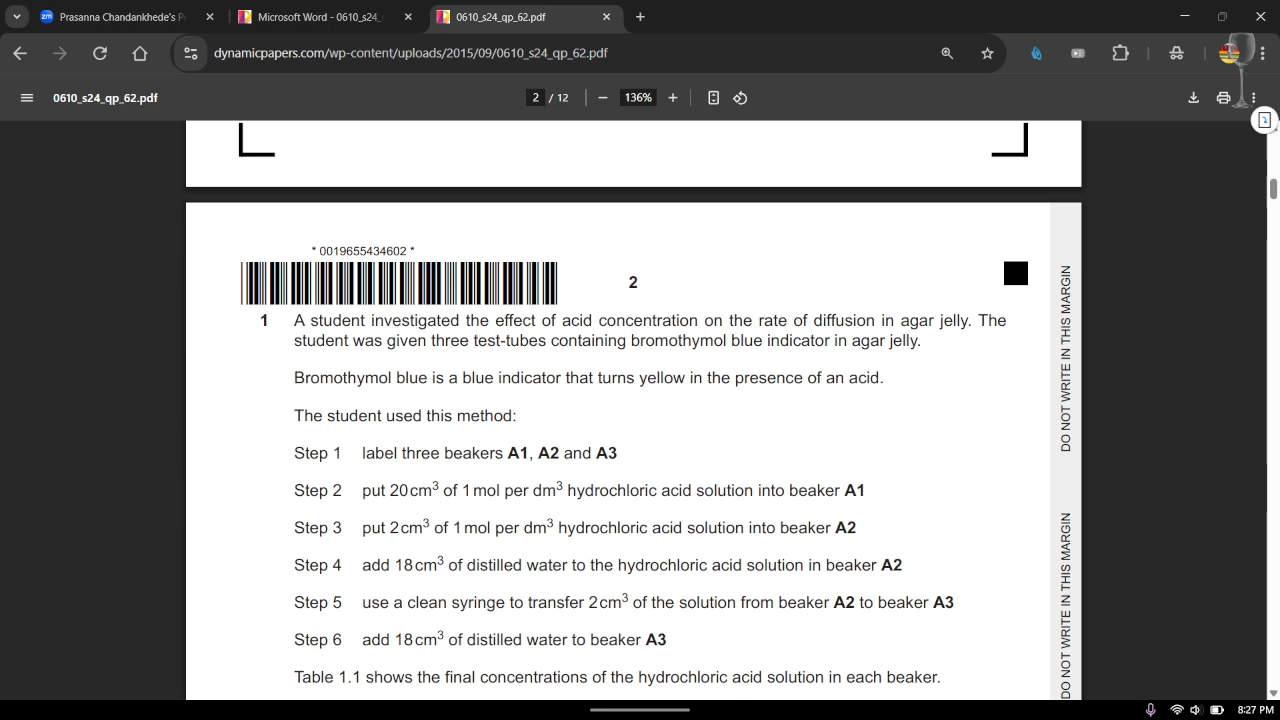 Prasanna Chandankhede's P
Microsoft Word - 0610_s24_
0610_s24_qp_62.pdf
dynamicpapers.com/wp-content/uploads/2015/09/0610_s24_qp_62.pdf
0610_s24_qp_62.pdf
2 / 12
136%
* 0019655434602 *
2
DO NOT WRITE IN THIS MARGIN
1 A student investigated the effect of acid concentration on the rate of diffusion in agar jelly. The
student was given three test-tubes containing bromothymol blue indicator in agar jelly.
Bromothymol blue is a blue indicator that turns yellow in the presence of an acid.
The student used this method:
Step 1 label three beakers A1, A2 and A3
Step 2 put 20 cm³ of 1 mol per dm³ hydrochloric acid solution into beaker A1
Step 3 put 2 cm³ of 1 mol per dm³ hydrochloric acid solution into beaker A2
Step 4 add 18 cm³ of distilled water to the hydrochloric acid solution in beaker A2
Step 5 use a clean syringe to transfer 2 cm³ of the solution from beaker A2 to beaker A3
Step 6 add 18 cm³ of distilled water to beaker A3
Table 1.1 shows the final concentrations of the hydrochloric acid solution in each beaker.
DO NOT WRITE IN THIS MARGIN
8:27 PM